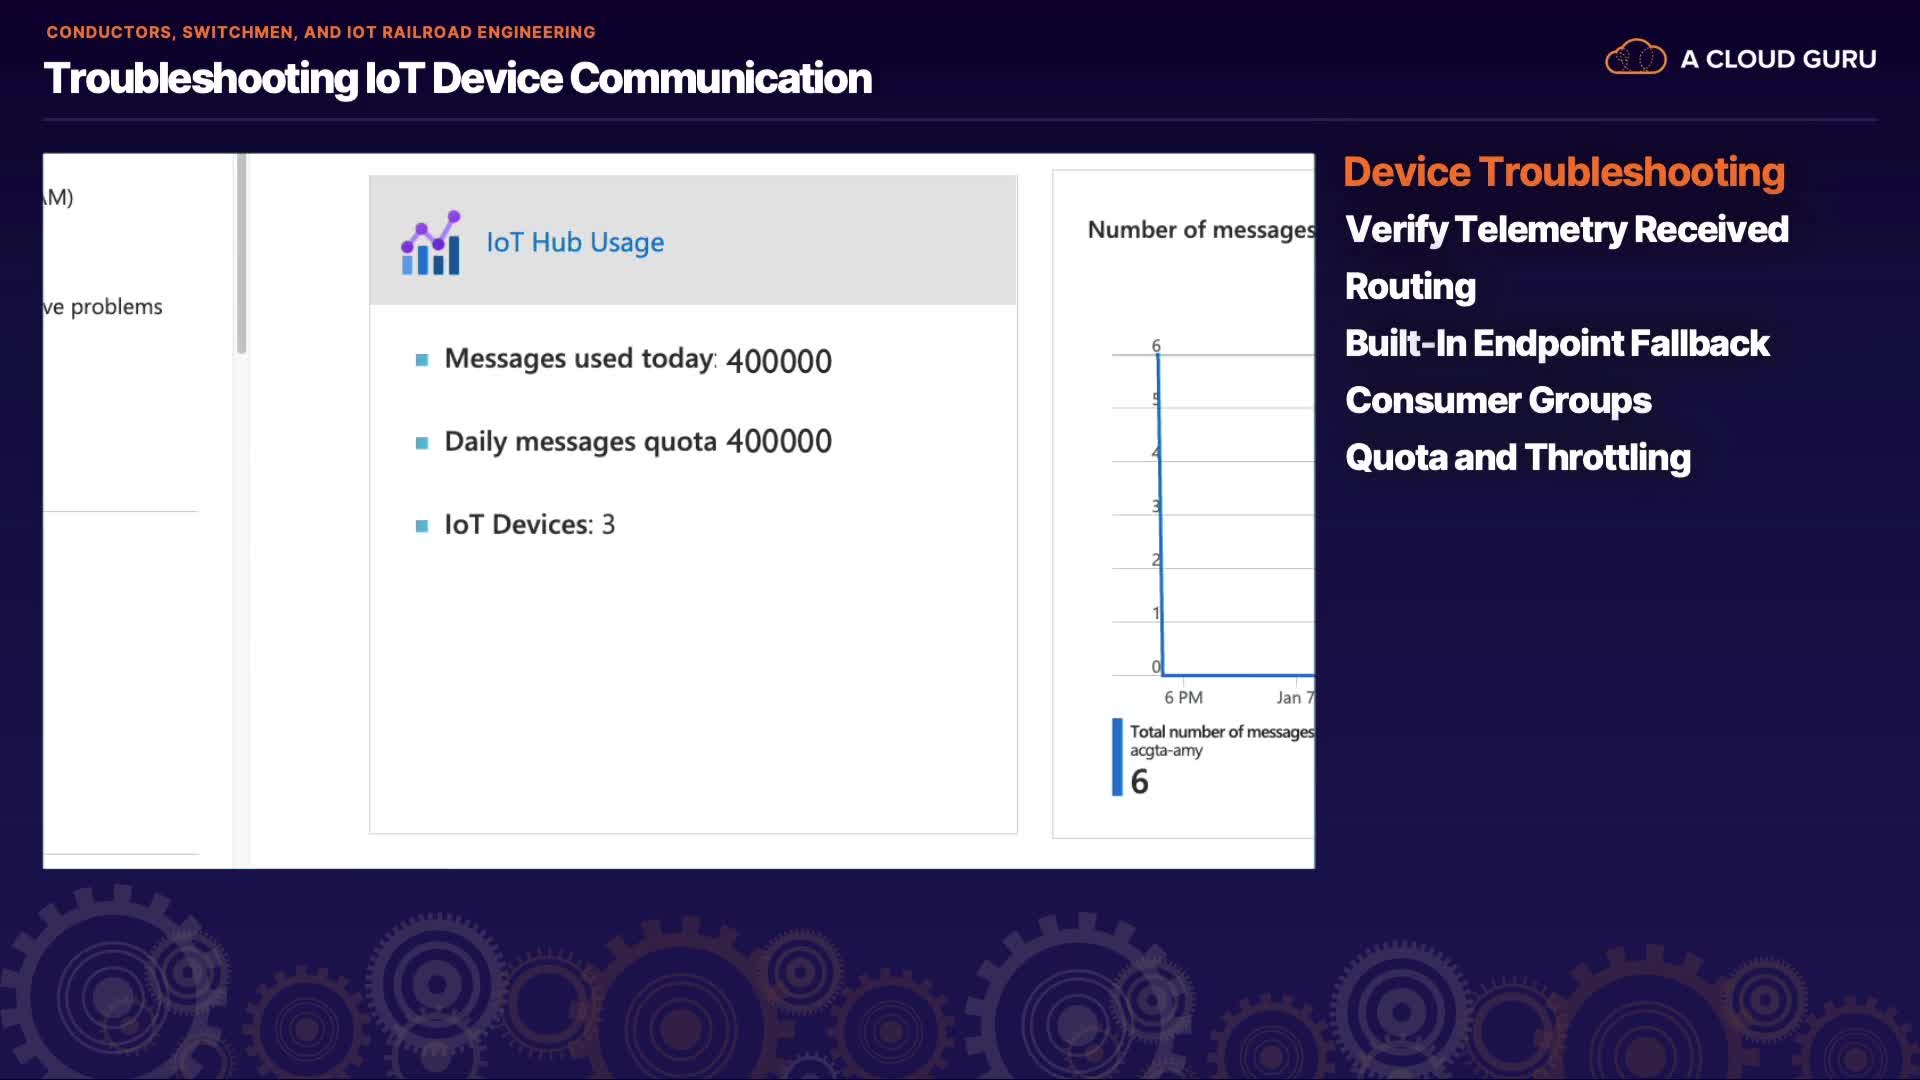 CONDUCTORS, SWITCHMEN, AND IOT RAILROAD ENGINEERING
Troubleshooting IoT Device Communication
A CLOUD GURU
AM)
ve problems
IoT Hub Usage
Messages used today: 400000
Daily messages quota 400000
IoT Devices: 3
Number of messages
6
5
4
3
2
1
0
6 PM
Jan 7
Total number of messages
acgta-amy
6
Device Troubleshooting
Verify Telemetry Received
Routing
Built-In Endpoint Fallback
Consumer Groups
Quota and Throttling